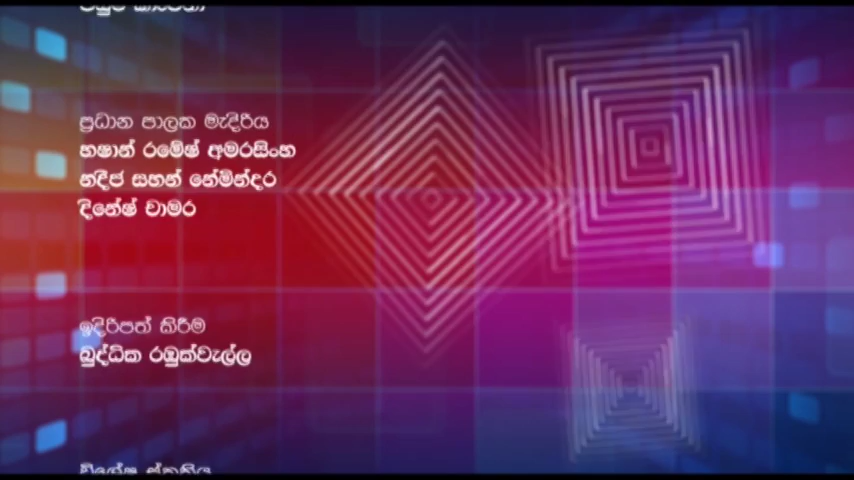 ප්‍රධාන පාලක මැදිරිය
හෂාන් රමේෂ් අමරසිංහ
නදීජ සහන් නේමින්දර
දිනේෂ් චාමර
ඉදිරිපත් කිරීම
බුද්ධික රඹුක්වැල්ල
විශේෂ ස්තුතිය